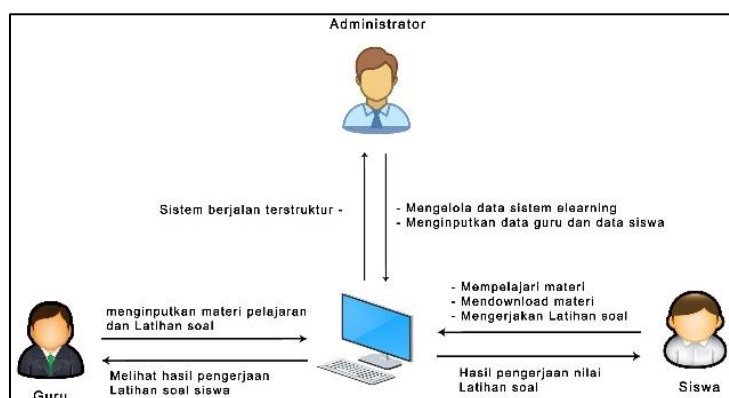 Administrator
Sistem berjalan terstruktur -
- Mengelola data sistem elearning
- Menginputkan data guru dan data siswa
menginputkan materi pelajaran
dan Latihan soal
- Mempelajari materi
- Mendownload materi
- Mengerjakan Latihan soal
Melihat hasil pengerjaan
Latihan soal siswa
Hasil pengerjaan nilai
Latihan soal
Guru
Siswa